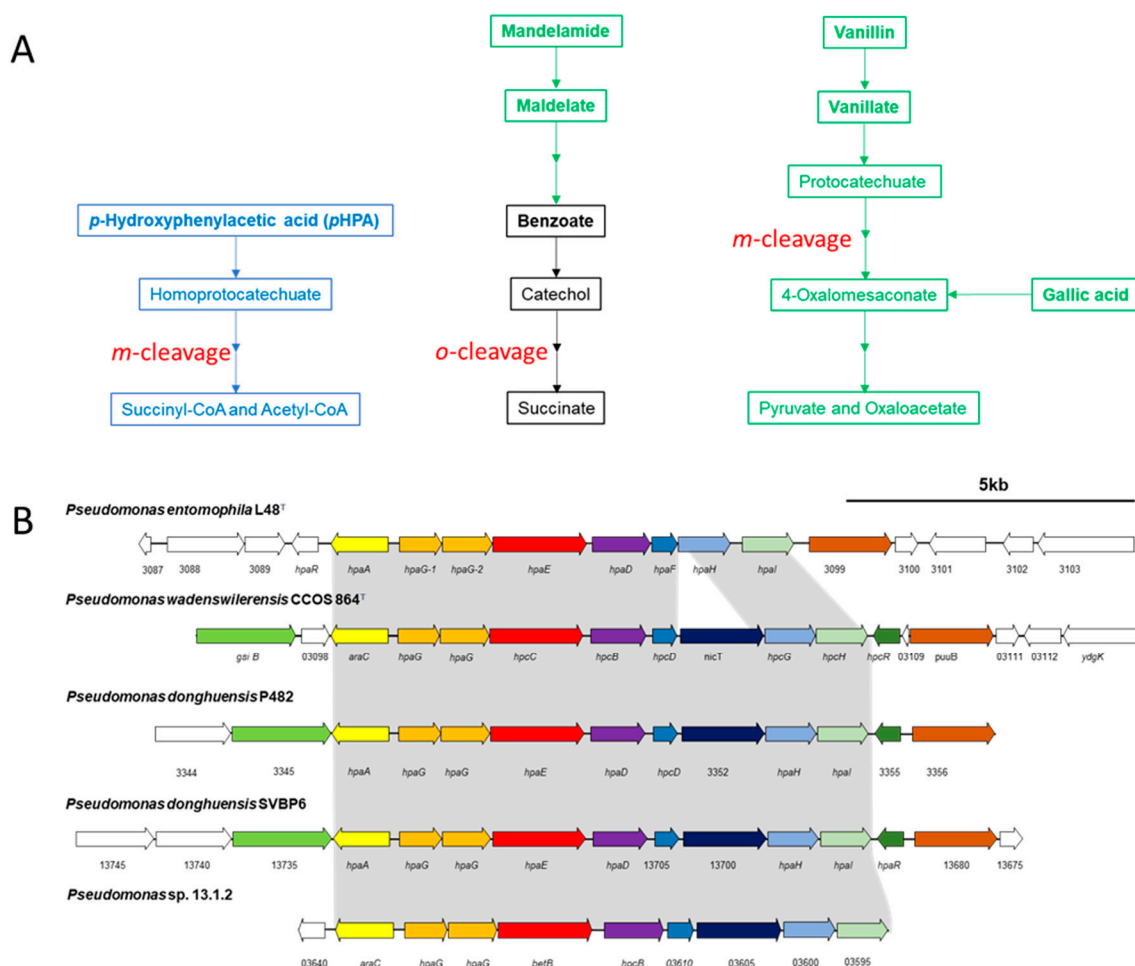 A
Mandelamide
Vanillin
Maldelate
Vanillate
Protocatechuate
p-Hydroxyphenylacetic acid (pHPA)
Benzoate
m-cleavage
Homoprotocatechuate
Catechol
4-Oxalomesaconate
Gallic acid
m-cleavage
o-cleavage
Succinyl-CoA and Acetyl-CoA
Succinate
Pyruvate and Oxaloacetate
5kb
B
Pseudomonas entomophila L48T
3087 3088 3089 hpaR hpaA hpaG-1 hpaG-2 hpaE hpaD hpaF hpaH hpaI 3099 3100 3101 3102 3103
Pseudomonas wadenswilerensis CCOS 864T
gsi B 03098 araC hpaG hpaG hpcC hpcB hpcD nicT hpcG hpcH hpcR 03109 puuB 03111 03112 ydgK
Pseudomonas donghuensis P482
3344 3345 hpaA hpaG hpaG hpaE hpaD hpcD 3352 hpaH hpaI 3355 3356
Pseudomonas donghuensis SVBP6
13745 13740 13735 hpaA hpaG hpaG hpaE hpaD 13705 13700 hpaH hpaI hpaR 13680 13675
Pseudomonas sp. 13.1.2
03640 araC hpaG hpaG betB hpcB 03610 03605 03600 03595